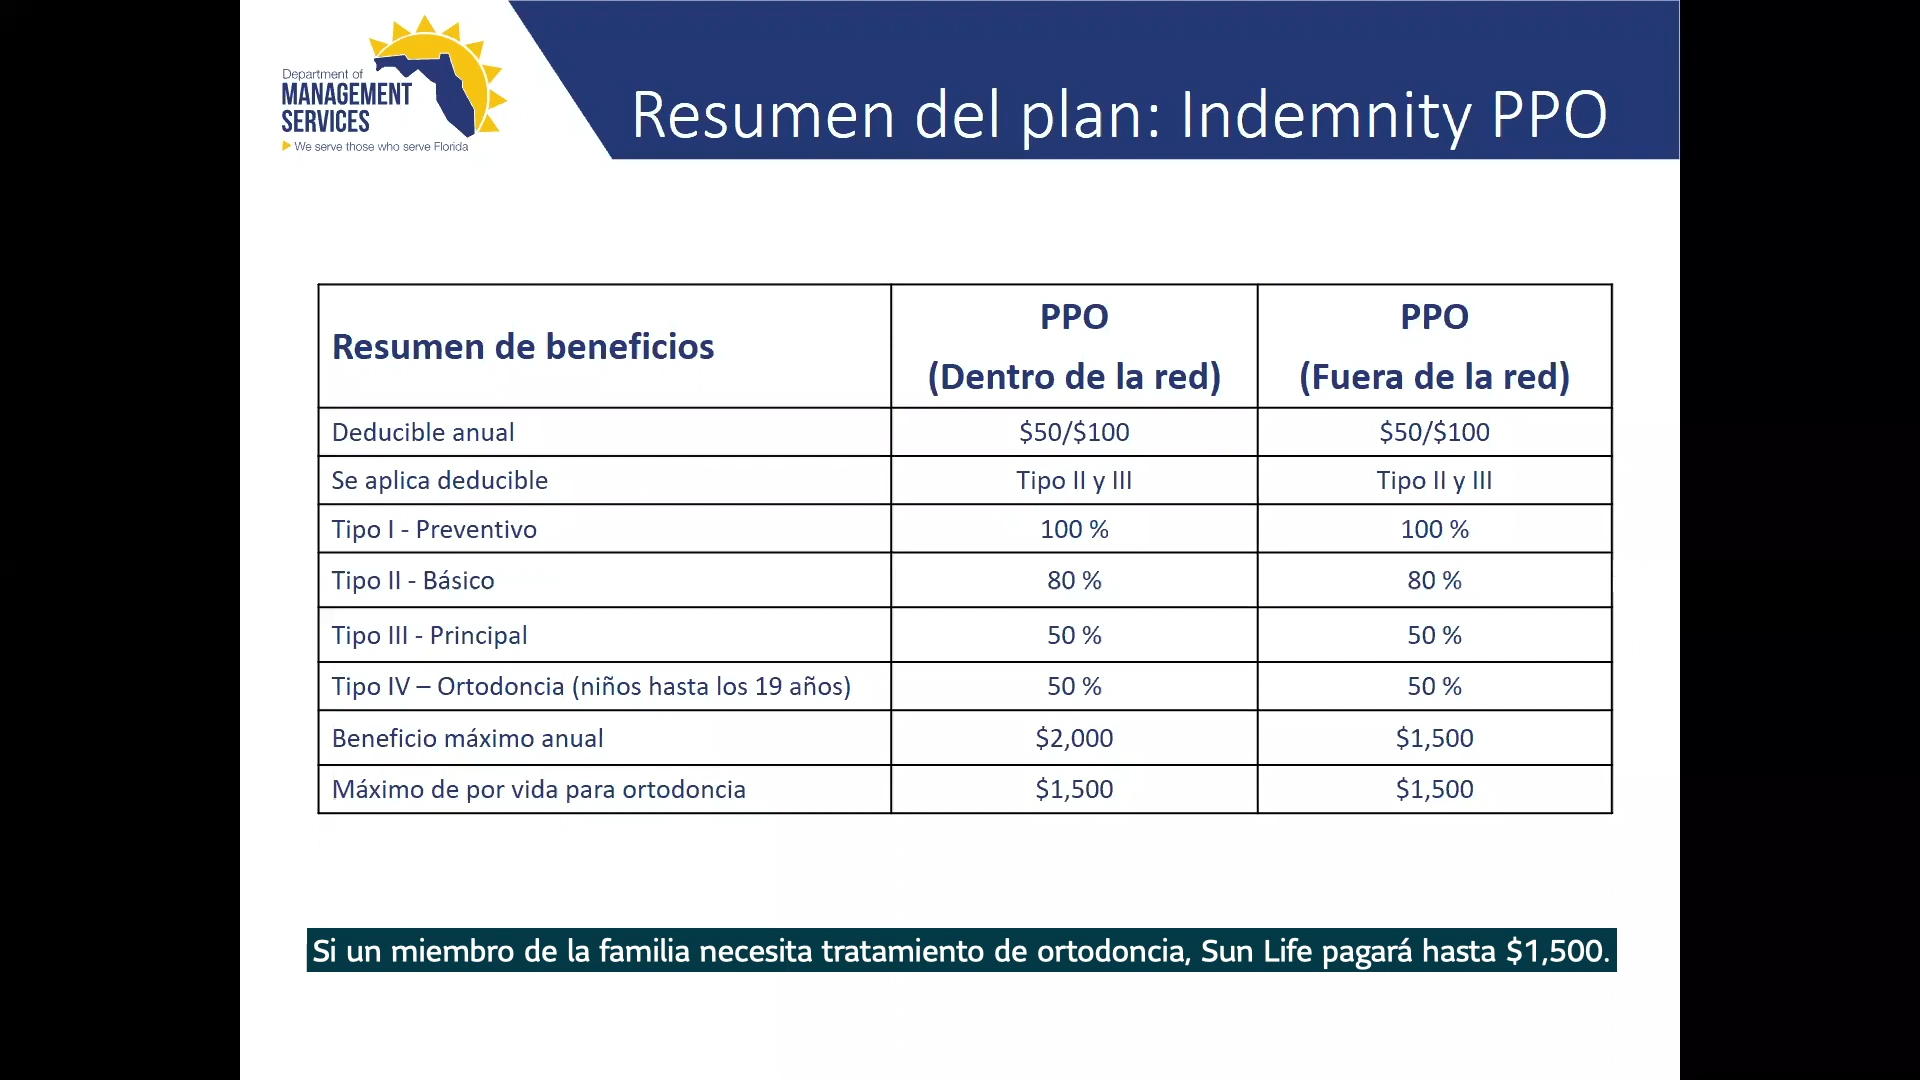 Department of
MANAGEMENT
SERVICES
We serve those who serve Florida
Resumen del plan: Indemnity PPO
Resumen de beneficios
PPO
(Dentro de la red)
PPO
(Fuera de la red)
Deducible anual
$50/$100
$50/$100
Se aplica deducible
Tipo II y III
Tipo II y III
Tipo I - Preventivo
100 %
100 %
Tipo II - Básico
80 %
80 %
Tipo III - Principal
50 %
50 %
Tipo IV – Ortodoncia (niños hasta los 19 años)
50 %
50 %
Beneficio máximo anual
$2,000
$1,500
Máximo de por vida para ortodoncia
$1,500
$1,500
Si un miembro de la familia necesita tratamiento de ortodoncia, Sun Life pagará hasta $1,500.